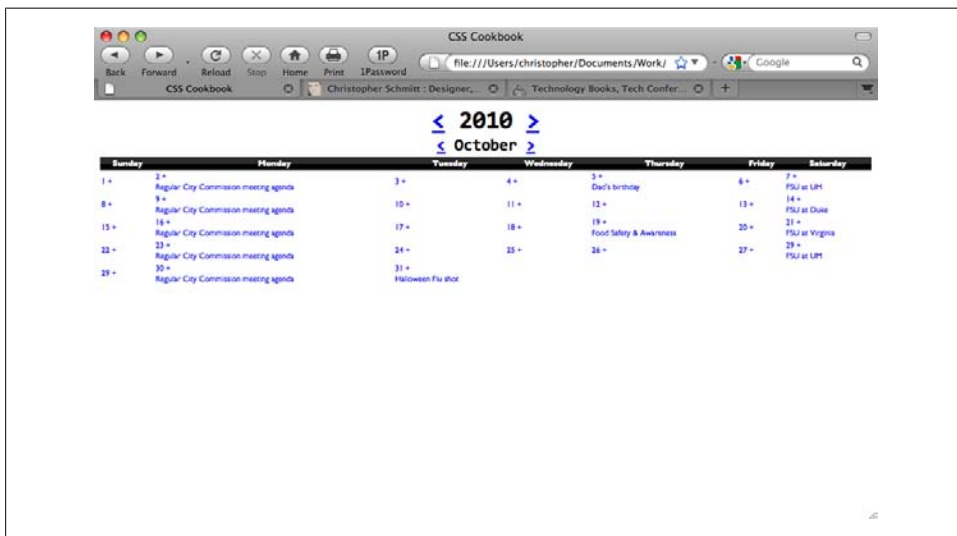 CSS Cookbook
1P
file:///Users/christopher/Documents/Work/
Google
Back Forward Reload Stop Home Print 1Password
CSS Cookbook Christopher Schmitt : Designer,... Technology Books, Tech Confer... +
< 2010 >
< October >
Sunday Monday Tuesday Wednesday Thursday Friday Saturday
1 + 2 + 3 + 4 + 5 + 6 + 7 +
Regular City Commission meeting agenda Dad's birthday FSU at UM
8 + 9 + 10 + 11 + 12 + 13 + 14 +
Regular City Commission meeting agenda FSU at Duke
15 + 16 + 17 + 18 + 19 + 20 + 21 +
Regular City Commission meeting agenda Food Safety & Awareness FSU at Virginia
22 + 23 + 24 + 25 + 26 + 27 + 29 +
Regular City Commission meeting agenda FSU at UM
29 + 30 + 31 +
Regular City Commission meeting agenda Halloween Flu shot